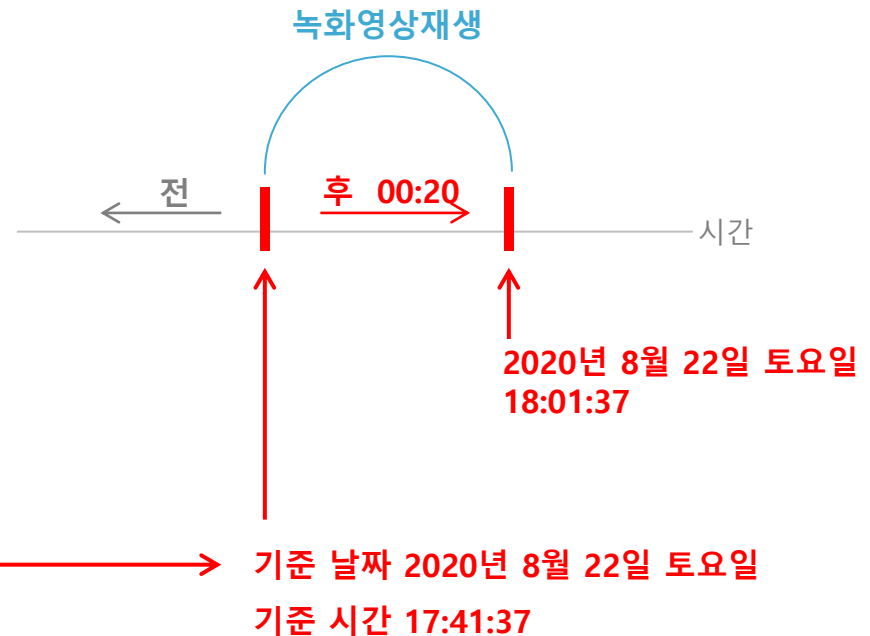 녹화영상재생
전
후 00:20
시간
2020년 8월 22일 토요일
18:01:37
기준 날짜 2020년 8월 22일 토요일
기준 시간 17:41:37